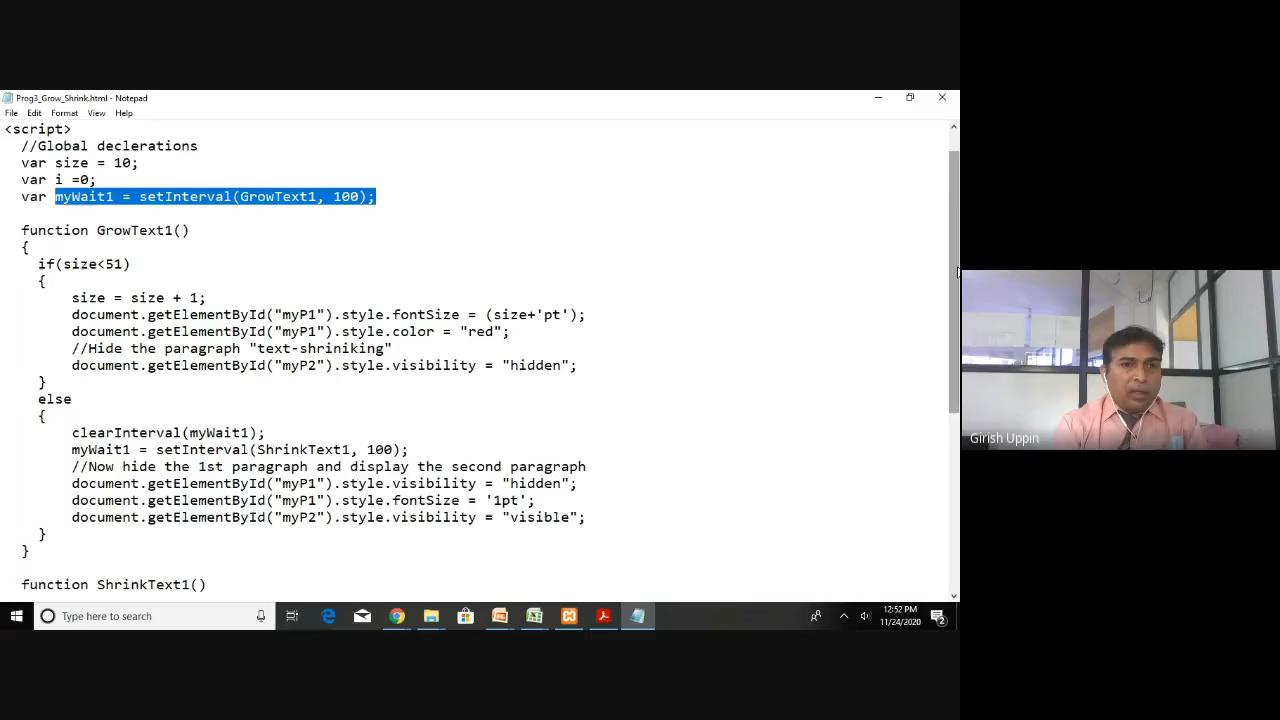 Prog3_Grow_Shrink.html - Notepad
File Edit Format View Help
<script>
//Global declerations
var size = 10;
var i =0;
var myWait1 = setInterval(GrowText1, 100);
function GrowText1()
{
if(size<51)
{
size = size + 1;
document.getElementById("myP1").style.fontSize = (size+'pt');
document.getElementById("myP1").style.color = "red";
//Hide the paragraph "text-shriniking"
document.getElementById("myP2").style.visibility = "hidden";
}
else
{
clearInterval(myWait1);
myWait1 = setInterval(ShrinkText1, 100);
//Now hide the 1st paragraph and display the second paragraph
document.getElementById("myP1").style.visibility = "hidden";
document.getElementById("myP1").style.fontSize = '1pt';
document.getElementById("myP2").style.visibility = "visible";
}
}
function ShrinkText1()
Girish Uppin
Type here to search
12:52 PM
11/24/2020
2